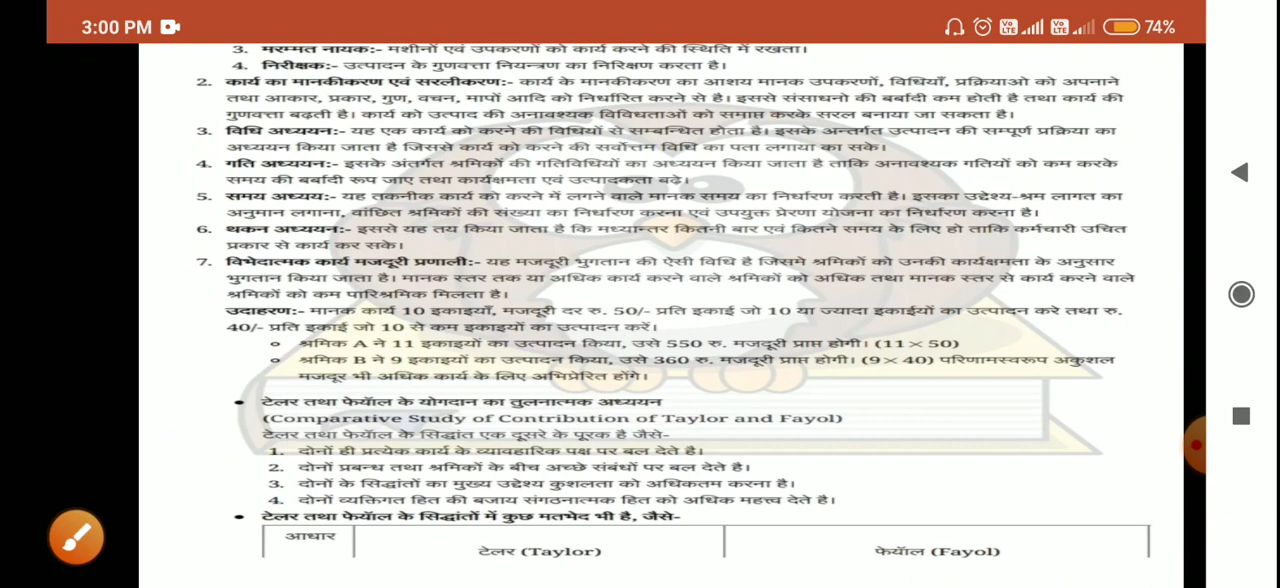 3:00 PM
Vo LTE Vo LTE 74%
3. मरम्मत नायक:- मशीनों एवं उपकरणों को कार्य करने की स्थिति में रखता।
4. निरीक्षक:- उत्पादन के गुणवत्ता नियन्त्रण का निरिक्षण करता है।
2. कार्य का मानकीकरण एवं सरलीकरण:- कार्य के मानकीकरण का आशय मानक उपकरणों, विधियाँ, प्रक्रियाओ को अपनाने
तथा आकार, प्रकार, गुण, वचन, मापों आदि को निर्धारित करने से है। इससे संसाधनो की बर्बादी कम होती है तथा कार्य की
गुणवत्ता बढ़ती है। कार्य को उत्पाद की अनावश्यक विविधताओं को समाप्त करके सरल बनाया जा सकता है।
3. विधि अध्ययन:- यह एक कार्य को करने की विधियों से सम्बन्धित होता है। इसके अन्तर्गत उत्पादन की सम्पूर्ण प्रक्रिया का
अध्ययन किया जाता है जिससे कार्य को करने की सर्वोत्तम विधि का पता लगाया का सके।
4. गति अध्ययन:- इसके अंतर्गत श्रमिकों की गतिविधियों का अध्ययन किया जाता है ताकि अनावश्यक गतियों को कम करके
समय की बर्बादी रूप जाए तथा कार्यक्षमता एवं उत्पादकता बढ़े।
5. समय अध्यय:- यह तकनीक कार्य को करने में लगने वाले मानक समय का निर्धारण करती है। इसका उद्देश्य-श्रम लागत का
अनुमान लगाना, वांछित श्रमिकों की संख्या का निर्धारण करना एवं उपयुक्त प्रेरणा योजना का निर्धारण करना है।
6. थकन अध्ययन:- इससे यह तय किया जाता है कि मध्यान्तर कितनी बार एवं कितने समय के लिए हो ताकि कर्मचारी उचित
प्रकार से कार्य कर सके।
7. विभेदात्मक कार्य मजदूरी प्रणाली:- यह मजदूरी भुगतान की ऐसी विधि है जिसमे श्रमिकों को उनकी कार्यक्षमता के अनुसार
भुगतान किया जाता है। मानक स्तर तक या अधिक कार्य करने वाले श्रमिकों को अधिक तथा मानक स्तर से कार्य करने वाले
श्रमिकों को कम पारिश्रमिक मिलता है।
उदाहरण:- मानक कार्य 10 इकाइयाँ, मजदूरी दर रु. 50/- प्रति इकाई जो 10 या ज्यादा इकाईयों का उत्पादन करे तथा रु.
40/- प्रति इकाई जो 10 से कम इकाइयों का उत्पादन करें।
० श्रमिक A ने 11 इकाइयों का उत्पादन किया, उसे 550 रु. मजदूरी प्राप्त होगी। (11 × 50)
० श्रमिक B ने 9 इकाइयों का उत्पादन किया, उसे 360 रु. मजदूरी प्राप्त होगी। (9 × 40) परिणामस्वरूप अकुशल
मजदूर भी अधिक कार्य के लिए अभिप्रेरित होंगे।
• टेलर तथा फेयॉल के योगदान का तुलनात्मक अध्ययन
(Comparative Study of Contribution of Taylor and Fayol)
टेलर तथा फेयॉल के सिद्धांत एक दूसरे के पूरक है जैसे-
1. दोनों ही प्रत्येक कार्य के व्यावहारिक पक्ष पर बल देते है।
2. दोनों प्रबन्ध तथा श्रमिकों के बीच अच्छे संबंधों पर बल देते है।
3. दोनों के सिद्धांतों का मुख्य उद्देश्य कुशलता को अधिकतम करना है।
4. दोनों व्यक्तिगत हित की बजाय संगठनात्मक हित को अधिक महत्त्व देते है।
• टेलर तथा फेयॉल के सिद्धांतों में कुछ मतभेद भी है, जैसे-
आधार टेलर (Taylor) फेयॉल (Fayol)